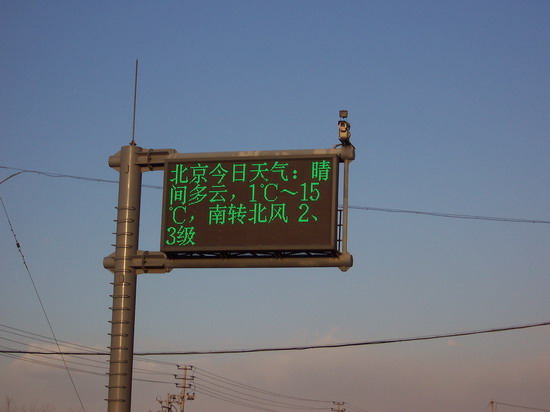 北京今日天气：晴
间多云，1℃～15
℃，南转北风 2、
3级